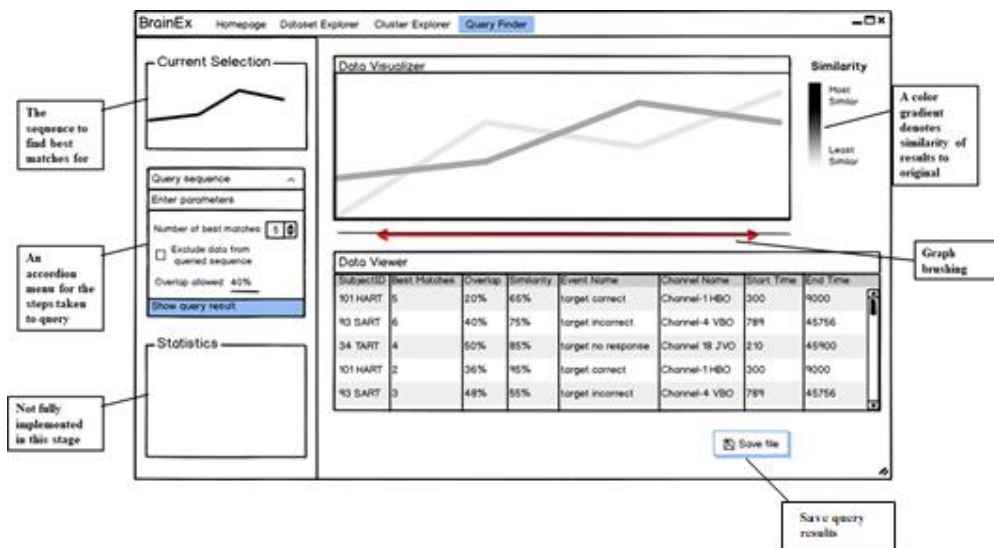 BrainEx Homepage Dataset Explorer Cluster Explorer Query Finder
Current Selection
The
sequence to
find best
matches for
Query sequence
Enter parameters
Number of best matches: 5
Exclude data from
queried sequence
Overlap allowed: 40%
Show query result
An
accordion
menu for the
steps taken
to query
Statistics
Not fully
implemented
in this stage
Data Visualizer
Similarity
Most
Similar
Least
Similar
A color
gradient
denotes
similarity of
results to
original
Graph
brushing
Data Viewer
SubjectID Best Matches Overlap Similarity Event Name Channel Name Start Time End Time
101 HART 5 20% 65% target correct Channel-1 HBO 300 9000
93 SART 6 40% 75% target incorrect Channel-4 VBO 789 45756
34 TART 4 50% 85% target no response Channel 18 JVO 210 45900
101 HART 2 36% 95% target correct Channel-1 HBO 300 9000
93 SART 3 48% 55% target incorrect Channel-4 VBO 789 45756
Save file
Save query
results